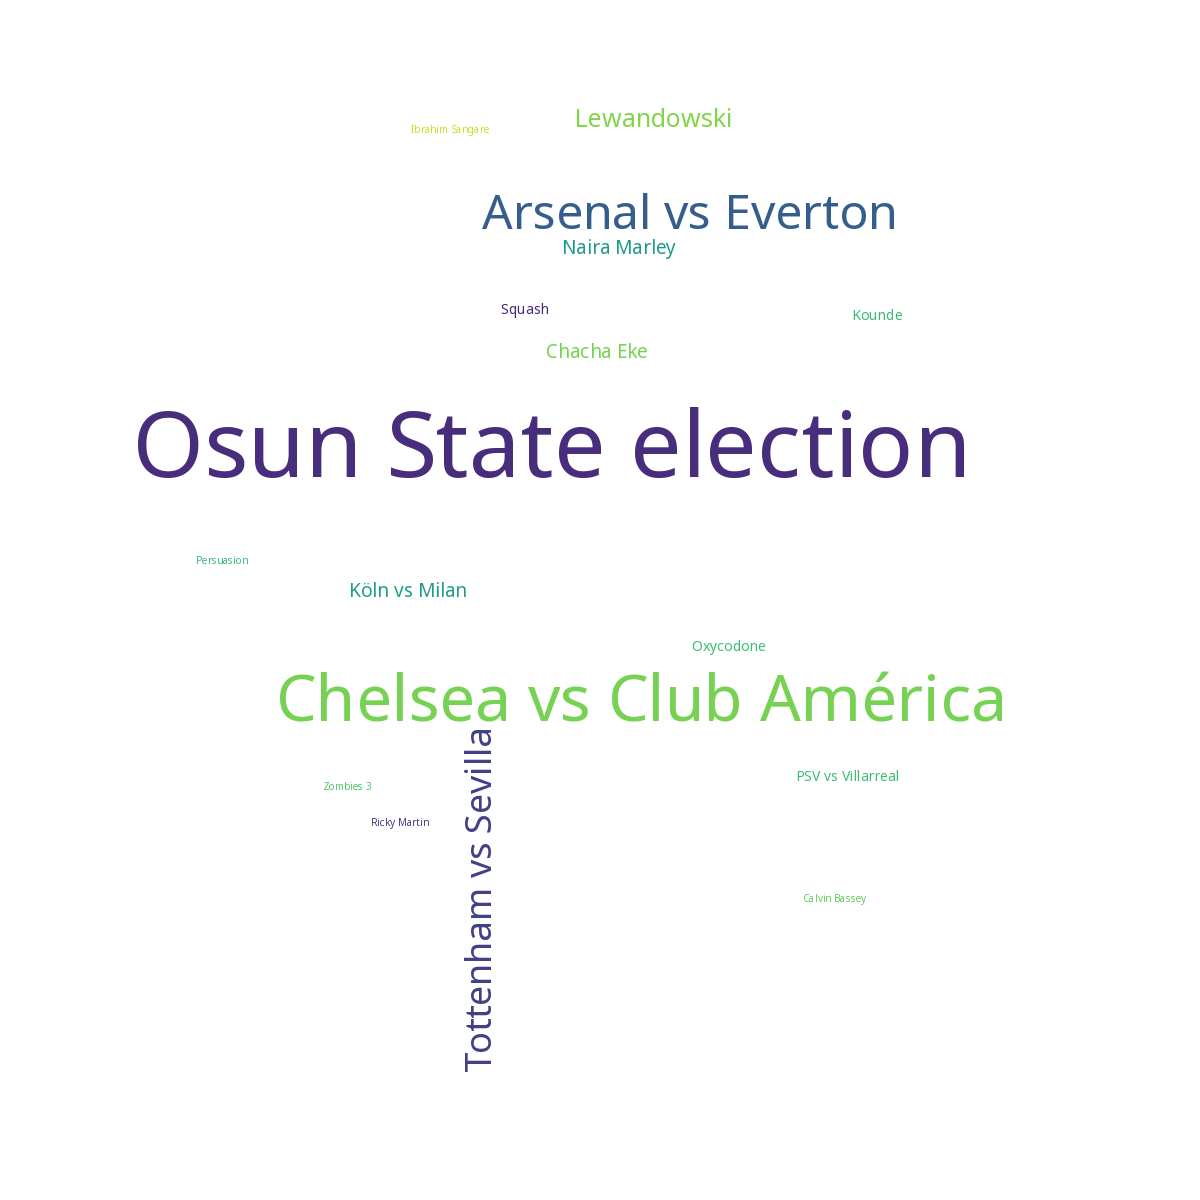 Lewandowski
Ibrahim Sangare
Arsenal vs Everton
Naira Marley
Squash
Kounde
Chacha Eke
Osun State election
Persuasion
Köln vs Milan
Oxycodone
Chelsea vs Club América
Tottenham vs Sevilla
PSV vs Villarreal
Zombies 3
Ricky Martin
Calvin Bassey